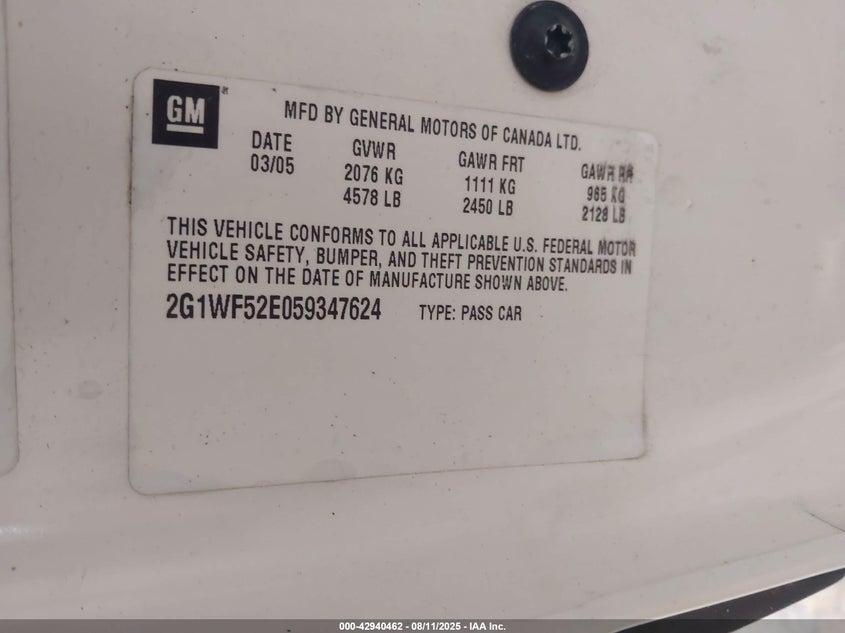 GM®
MFD BY GENERAL MOTORS OF CANADA LTD.
DATE GVWR GAWR FRT GAWR RR
03/05 2076 KG 1111 KG 965 KG
4578 LB 2450 LB 2128 LB
THIS VEHICLE CONFORMS TO ALL APPLICABLE U.S. FEDERAL MOTOR
VEHICLE SAFETY, BUMPER, AND THEFT PREVENTION STANDARDS IN
EFFECT ON THE DATE OF MANUFACTURE SHOWN ABOVE.
2G1WF52E059347624 TYPE: PASS CAR
000-42940462 - 08/11/2025 - IAA Inc.